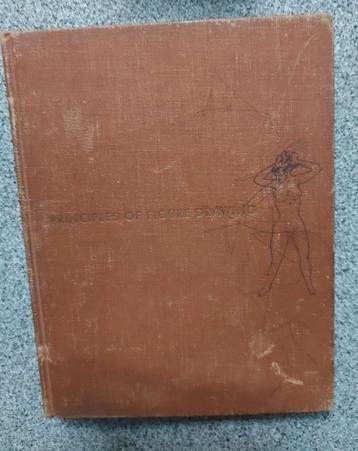 PRINCIPLES OF FIGURE DRAWING